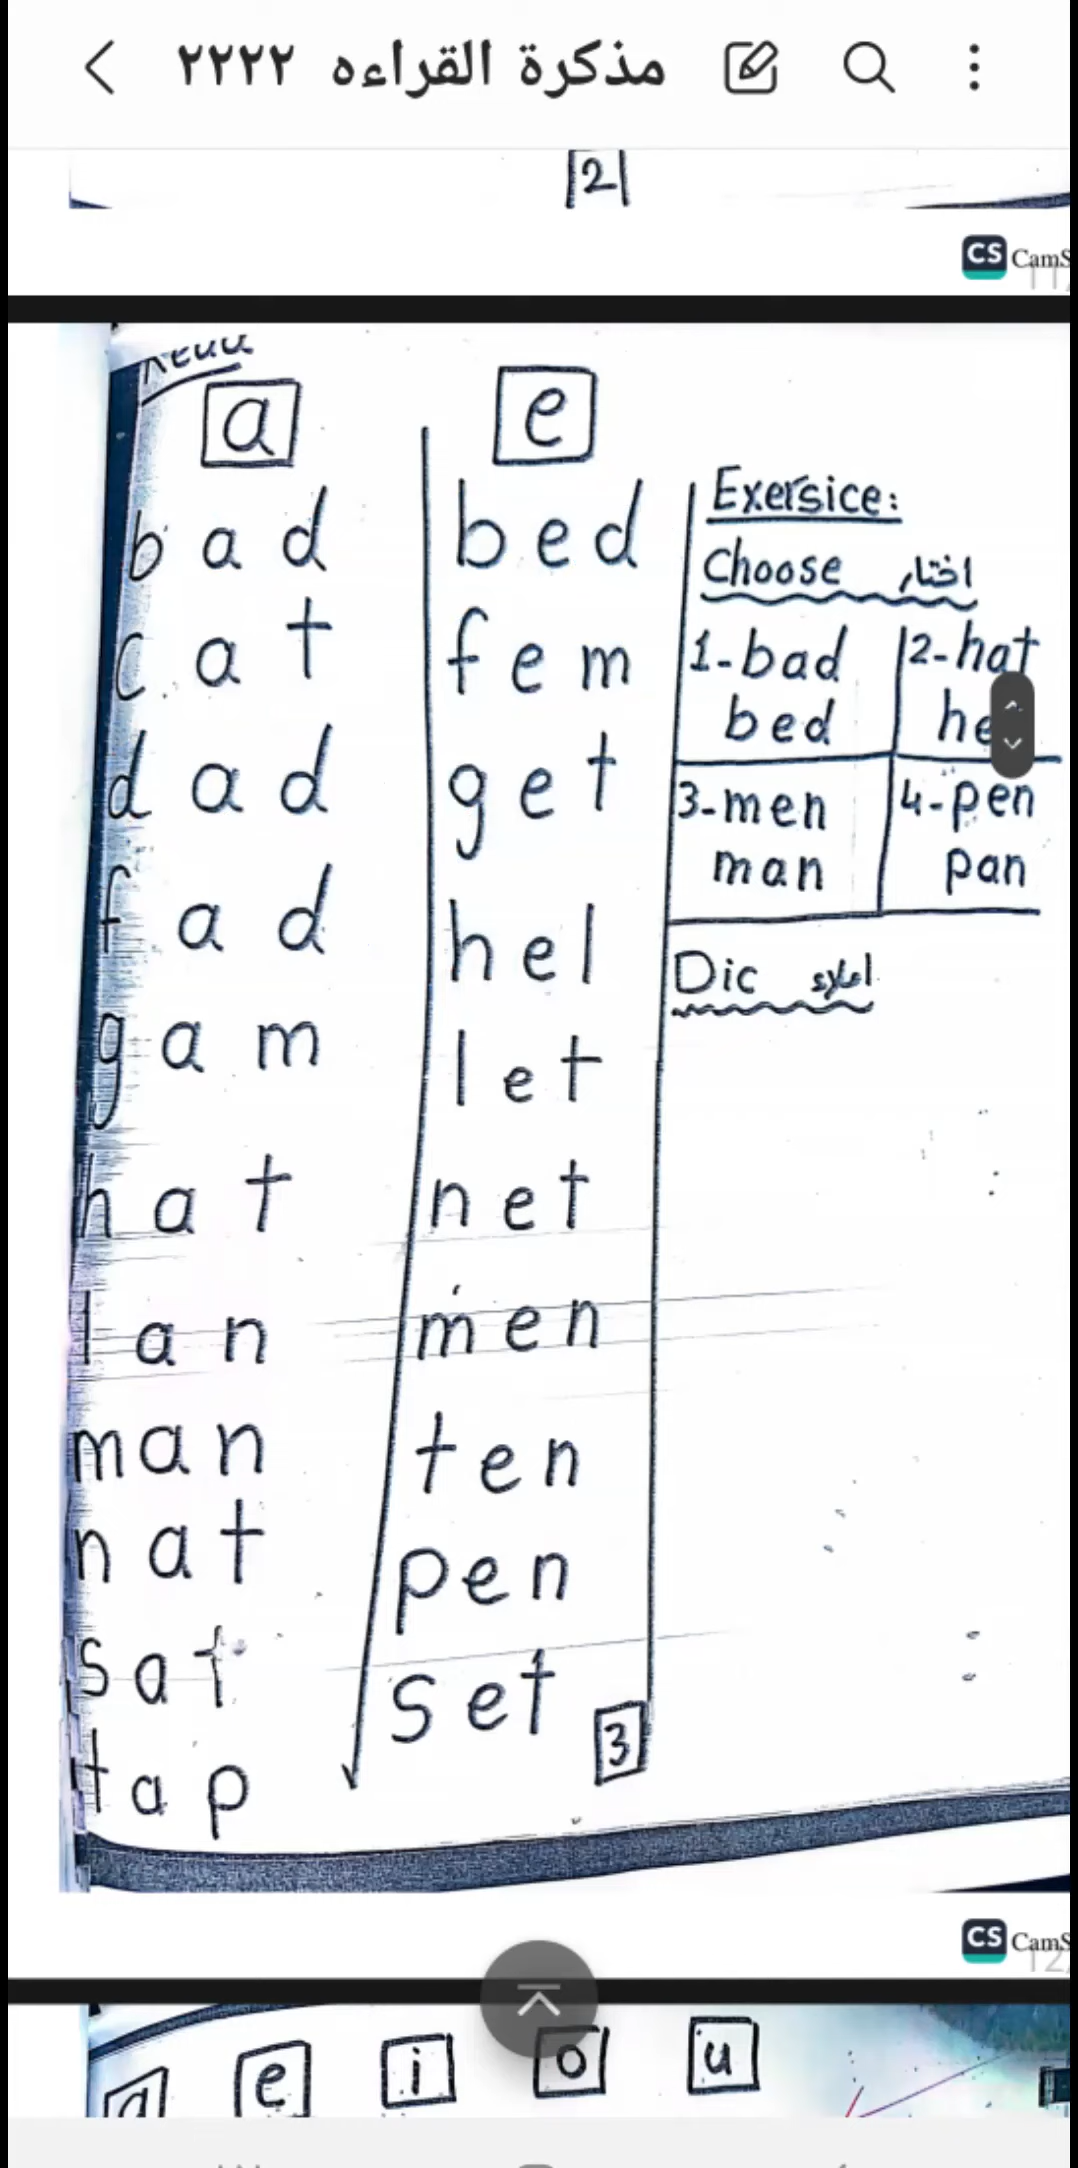 مذكرة القراءه ٢٢٢٢
2
CS CamS
Read
a
bad
cat
dad
fad
gam
hat
lan
man
nat
sat
tap
e
bed
fem
get
hel
let
net
men
ten
pen
set
3
Exersice:
Choose اختار
1-bad
bed
2-hat
3-men
man
4-pen
pan
Dic املاء
CS CamS
a e i o u